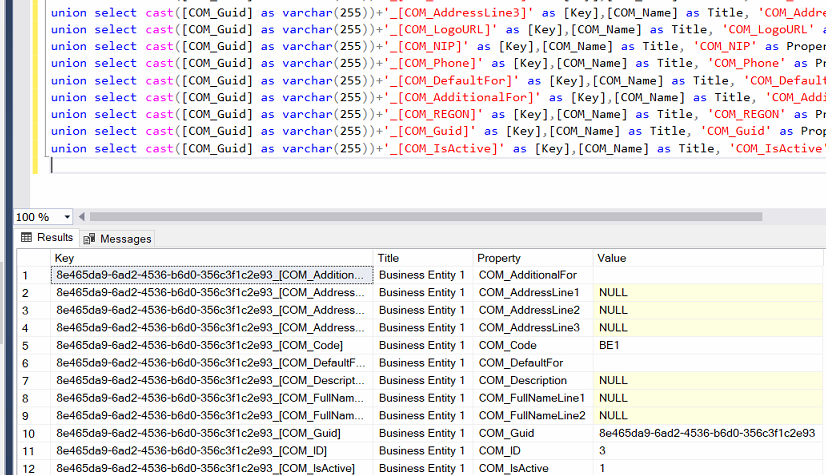 union select cast([COM_Guid] as varchar(255))+'_[COM_AddressLine3]' as [Key],[COM_Name] as Title, 'COM_Addre
union select cast([COM_Guid] as varchar(255))+'_[COM_LogoURL]' as [Key],[COM_Name] as Title, 'COM_LogoURL' a
union select cast([COM_Guid] as varchar(255))+'_[COM_NIP]' as [Key],[COM_Name] as Title, 'COM_NIP' as Proper
union select cast([COM_Guid] as varchar(255))+'_[COM_Phone]' as [Key],[COM_Name] as Title, 'COM_Phone' as Pr
union select cast([COM_Guid] as varchar(255))+'_[COM_DefaultFor]' as [Key],[COM_Name] as Title, 'COM_Default
union select cast([COM_Guid] as varchar(255))+'_[COM_AdditionalFor]' as [Key],[COM_Name] as Title, 'COM_Addi
union select cast([COM_Guid] as varchar(255))+'_[COM_REGON]' as [Key],[COM_Name] as Title, 'COM_REGON' as Pr
union select cast([COM_Guid] as varchar(255))+'_[COM_Guid]' as [Key],[COM_Name] as Title, 'COM_Guid' as Prop
union select cast([COM_Guid] as varchar(255))+'_[COM_IsActive]' as [Key],[COM_Name] as Title, 'COM_IsActive'
100 %
Results Messages
Key Title Property Value
1 8e465da9-6ad2-4536-b6d0-356c3f1c2e93_[COM_Addition... Business Entity 1 COM_AdditionalFor
2 8e465da9-6ad2-4536-b6d0-356c3f1c2e93_[COM_Address... Business Entity 1 COM_AddressLine1 NULL
3 8e465da9-6ad2-4536-b6d0-356c3f1c2e93_[COM_Address... Business Entity 1 COM_AddressLine2 NULL
4 8e465da9-6ad2-4536-b6d0-356c3f1c2e93_[COM_Address... Business Entity 1 COM_AddressLine3 NULL
5 8e465da9-6ad2-4536-b6d0-356c3f1c2e93_[COM_Code] Business Entity 1 COM_Code BE1
6 8e465da9-6ad2-4536-b6d0-356c3f1c2e93_[COM_DefaultF... Business Entity 1 COM_DefaultFor
7 8e465da9-6ad2-4536-b6d0-356c3f1c2e93_[COM_Descript... Business Entity 1 COM_Description NULL
8 8e465da9-6ad2-4536-b6d0-356c3f1c2e93_[COM_FullNam... Business Entity 1 COM_FullNameLine1 NULL
9 8e465da9-6ad2-4536-b6d0-356c3f1c2e93_[COM_FullNam... Business Entity 1 COM_FullNameLine2 NULL
10 8e465da9-6ad2-4536-b6d0-356c3f1c2e93_[COM_Guid] Business Entity 1 COM_Guid 8e465da9-6ad2-4536-b6d0-356c3f1c2e93
11 8e465da9-6ad2-4536-b6d0-356c3f1c2e93_[COM_ID] Business Entity 1 COM_ID 3
12 8e465da9-6ad2-4536-b6d0-356c3f1c2e93_[COM_IsActive] Business Entity 1 COM_IsActive 1